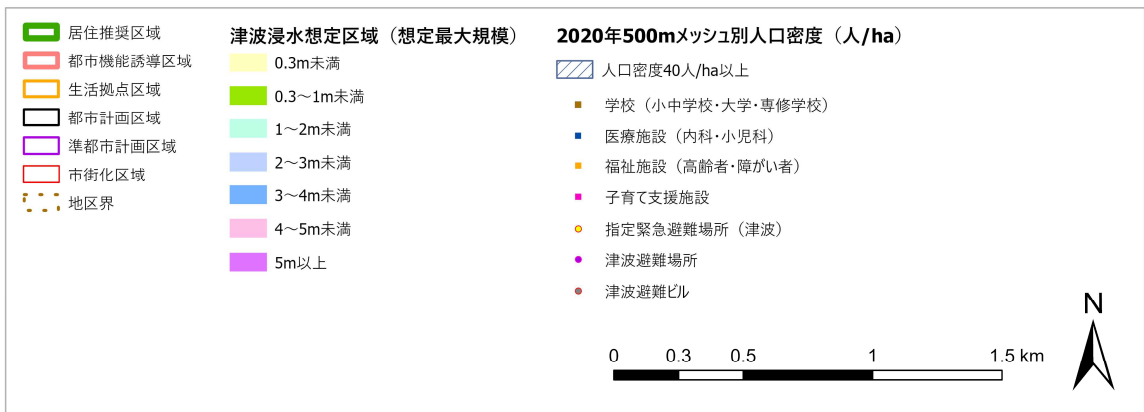 居住推奨区域
都市機能誘導区域
生活拠点区域
都市計画区域
準都市計画区域
市街化区域
地区界
津波浸水想定区域（想定最大規模）
0.3m未満
0.3～1m未満
1～2m未満
2～3m未満
3～4m未満
4～5m未満
5m以上
2020年500mメッシュ別人口密度（人/ha）
人口密度40人/ha以上
学校（小中学校・大学・専修学校）
医療施設（内科・小児科）
福祉施設（高齢者・障がい者）
子育て支援施設
指定緊急避難場所（津波）
津波避難場所
津波避難ビル
0 0.3 0.5 1 1.5 km
N